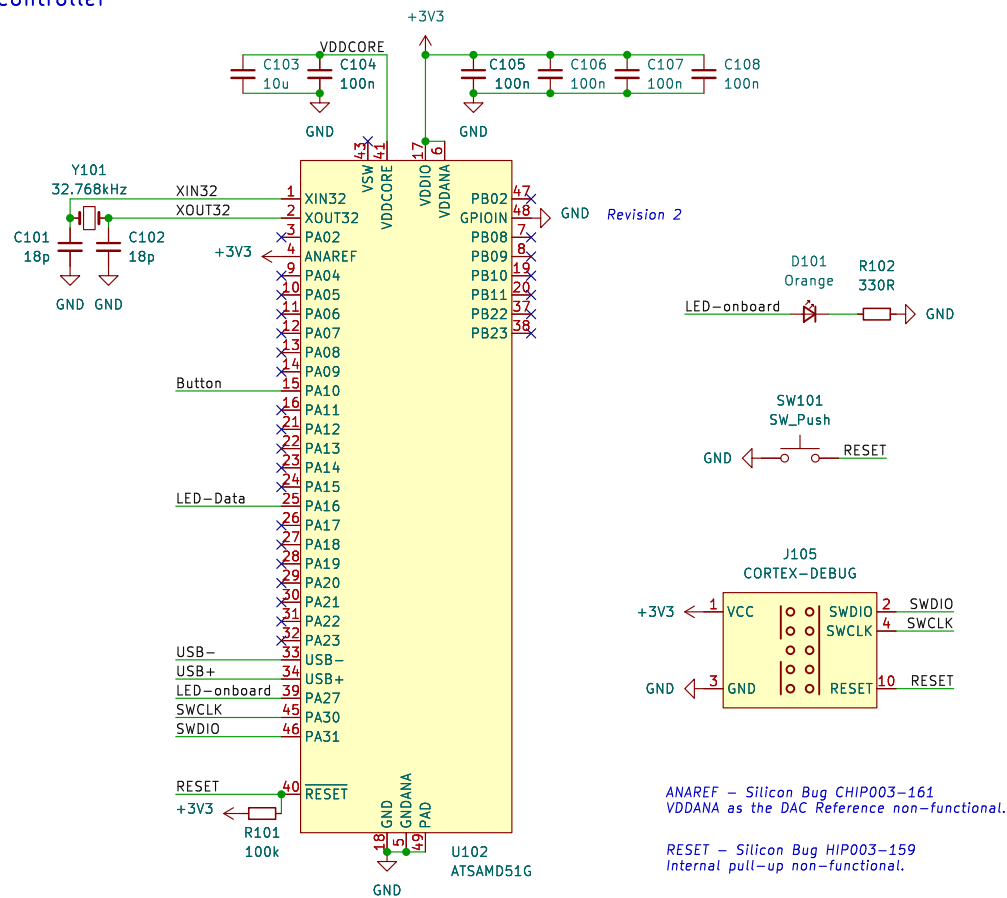 controller
+3V3
VDDCORE
C103
10u
C104
100n
C105
100n
C106
100n
C107
100n
C108
100n
GND
GND
43
41
17
6
VSW
VDDCORE
VDDIO
VDDANA
Y101
32.768kHz
XIN32
XOUT32
C101
18p
C102
18p
GND
GND
+3V3
1 XIN32
2 XOUT32
3 PA02
4 ANAREF
9 PA04
10 PA05
11 PA06
12 PA07
13 PA08
14 PA09
Button
15 PA10
16 PA11
21 PA12
22 PA13
23 PA14
24 PA15
LED-Data
25 PA16
26 PA17
27 PA18
28 PA19
29 PA20
30 PA21
31 PA22
32 PA23
USB-
33 USB-
USB+
34 USB+
LED-onboard
39 PA27
SWCLK
45 PA30
SWDIO
46 PA31
RESET
40 RESET
+3V3
R101
100k
PB02 47
GPIOIN 48
GND
Revision 2
PB08 7
PB09 8
PB10 19
PB11 20
PB22 37
PB23 38
GND
GNDANA
PAD
18
5
49
GND
U102
ATSAMD51G
D101
Orange
R102
330R
LED-onboard
GND
SW101
SW_Push
GND
RESET
J105
CORTEX-DEBUG
+3V3
1
VCC
SWDIO
2
SWDIO
SWCLK
4
SWCLK
GND
3
GND
RESET
10
RESET
ANAREF - Silicon Bug CHIP003-161
VDDANA as the DAC Reference non-functional.
RESET - Silicon Bug HIP003-159
Internal pull-up non-functional.